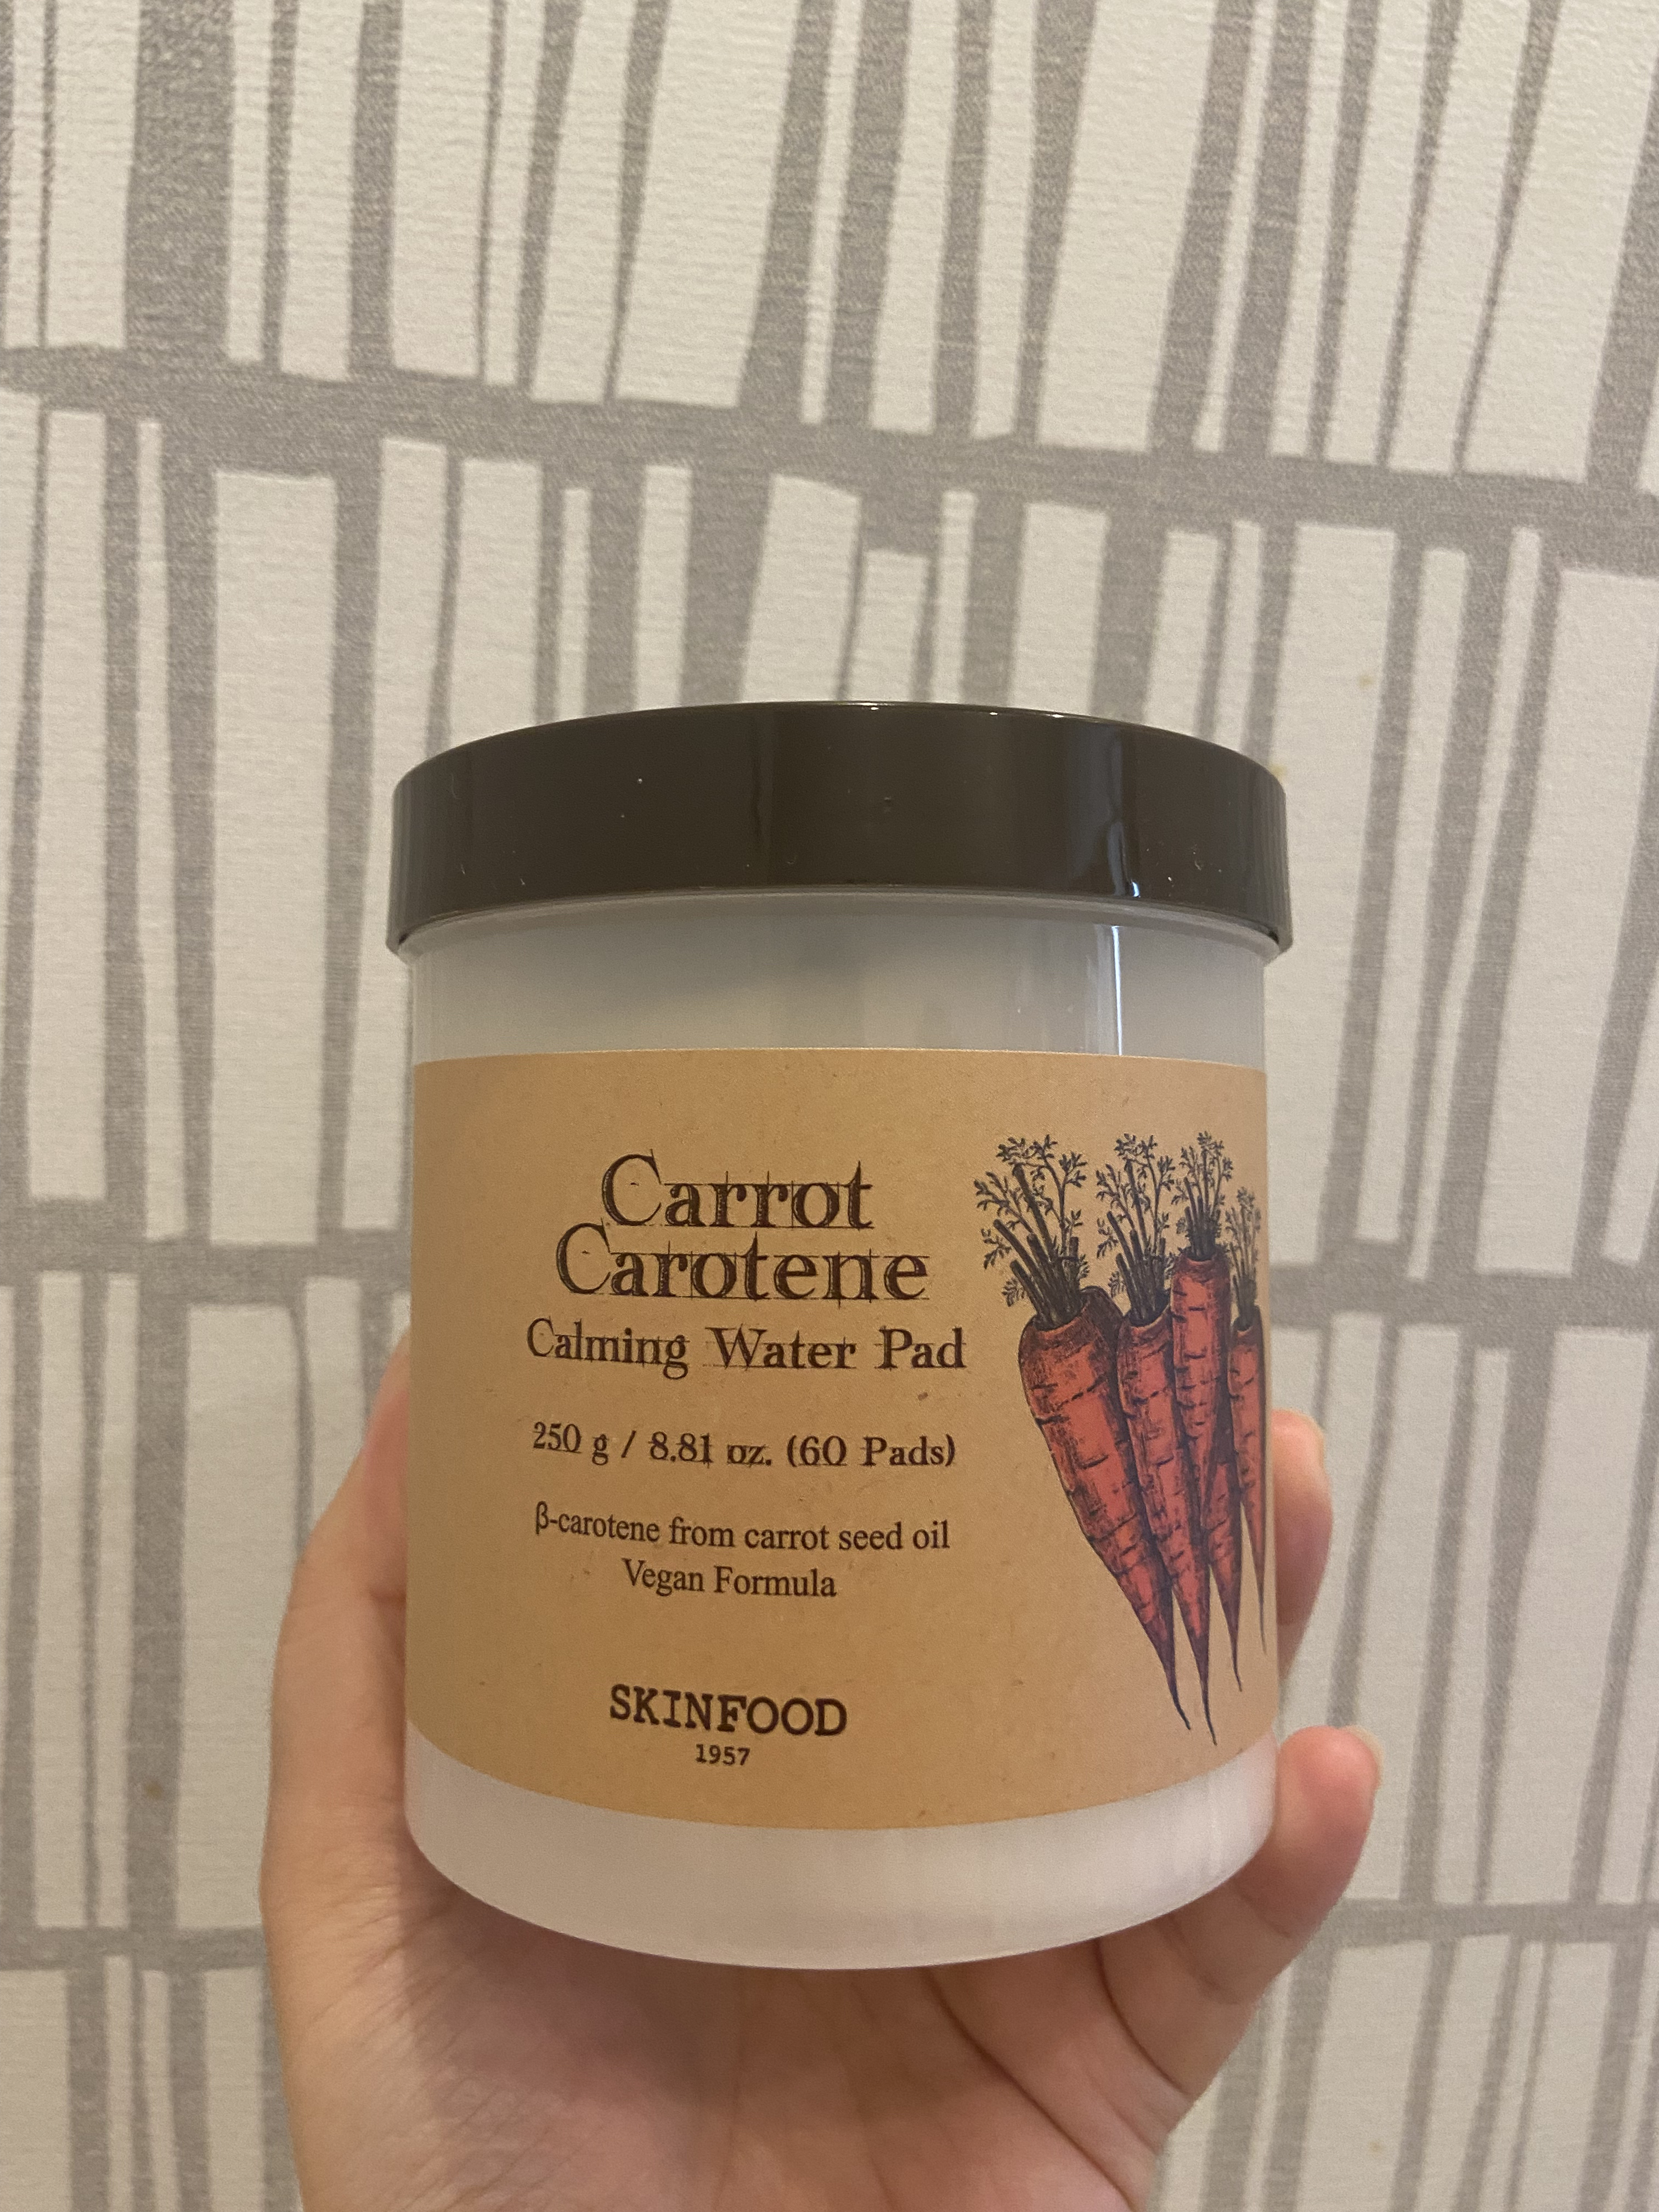 Carrot
Carotene
Calming Water Pad
250 g / 8.81 oz. (60 Pads)
β-carotene from carrot seed oil
Vegan Formula
SKINFOOD
1957